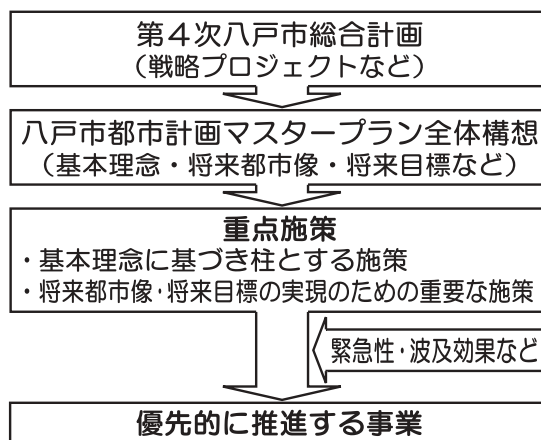 第４次八戸市総合計画
（戦略プロジェクトなど）
八戸市都市計画マスタープラン全体構想
（基本理念・将来都市像・将来目標など）
重点施策
・基本理念に基づき柱とする施策
・将来都市像・将来目標の実現のための重要な施策
緊急性・波及効果など
優先的に推進する事業